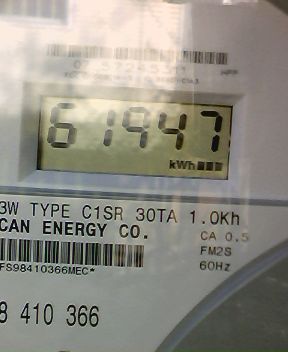 61947
kWh
3W TYPE C1SR 30TA 1.0Kh
CAN ENERGY CO.
CA 0.5
FM2S
60Hz
FS98410366MEC*
8 410 366